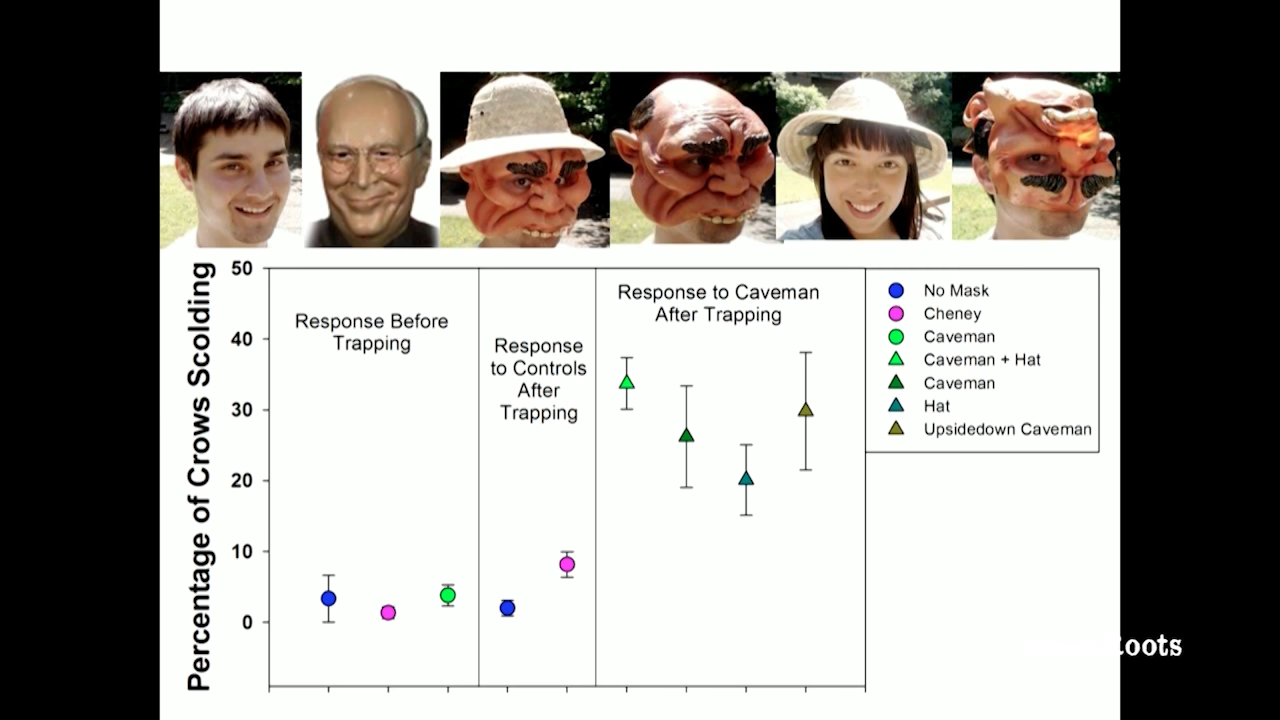 Percentage of Crows Scolding
50
40
30
20
10
0
Response Before
Trapping
Response
to Controls
After
Trapping
Response to Caveman
After Trapping
No Mask
Cheney
Caveman
Caveman + Hat
Caveman
Hat
Upsidedown Caveman